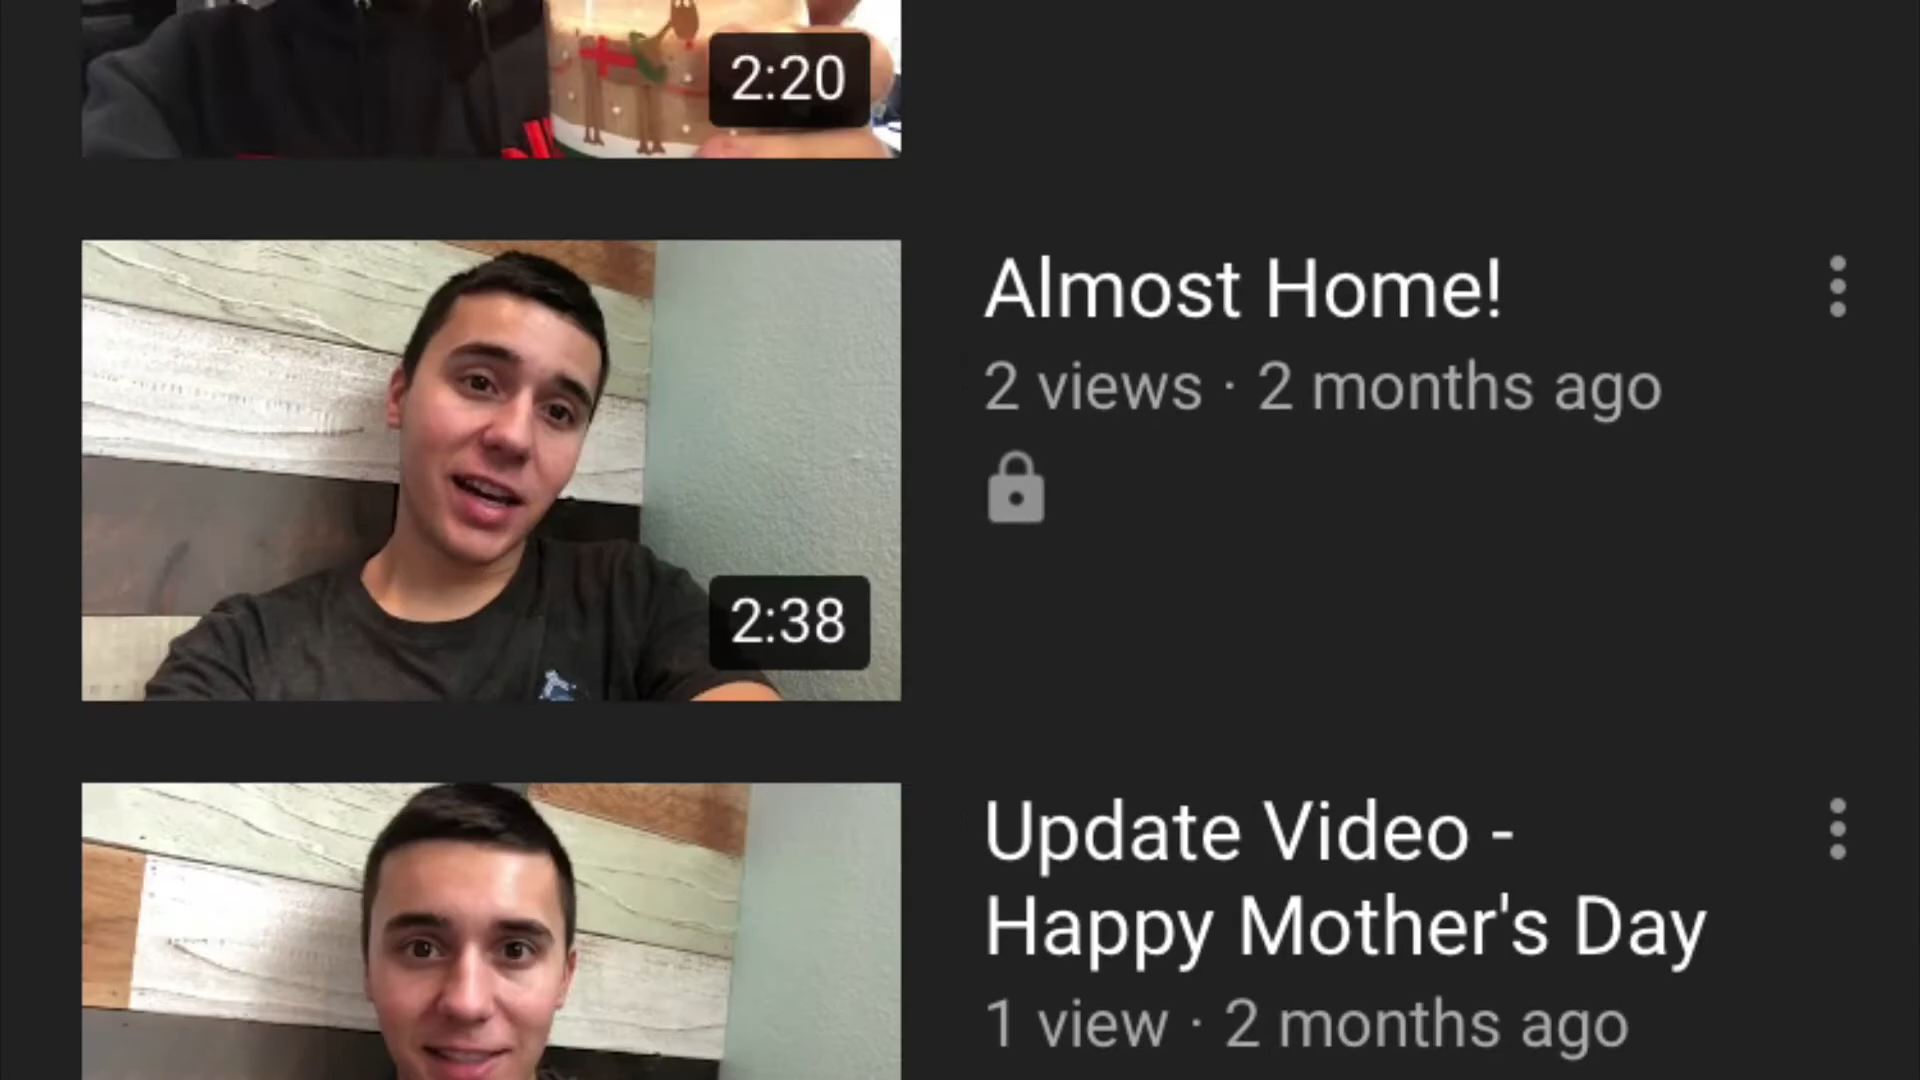 2:20
Almost Home!
2 views · 2 months ago
2:38
Update Video -
Happy Mother's Day
1 view · 2 months ago